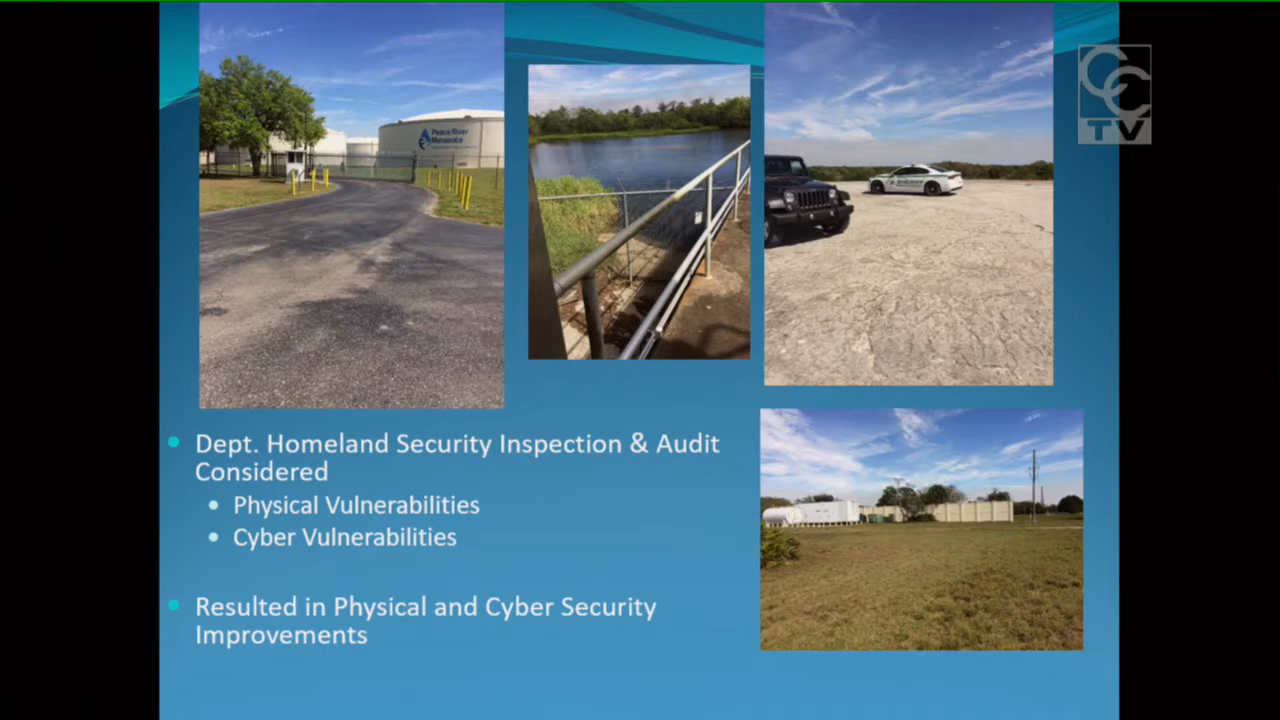 Peace River
Manasota
CC
TV
Dept. Homeland Security Inspection & Audit
Considered
Physical Vulnerabilities
Cyber Vulnerabilities
Resulted in Physical and Cyber Security
Improvements